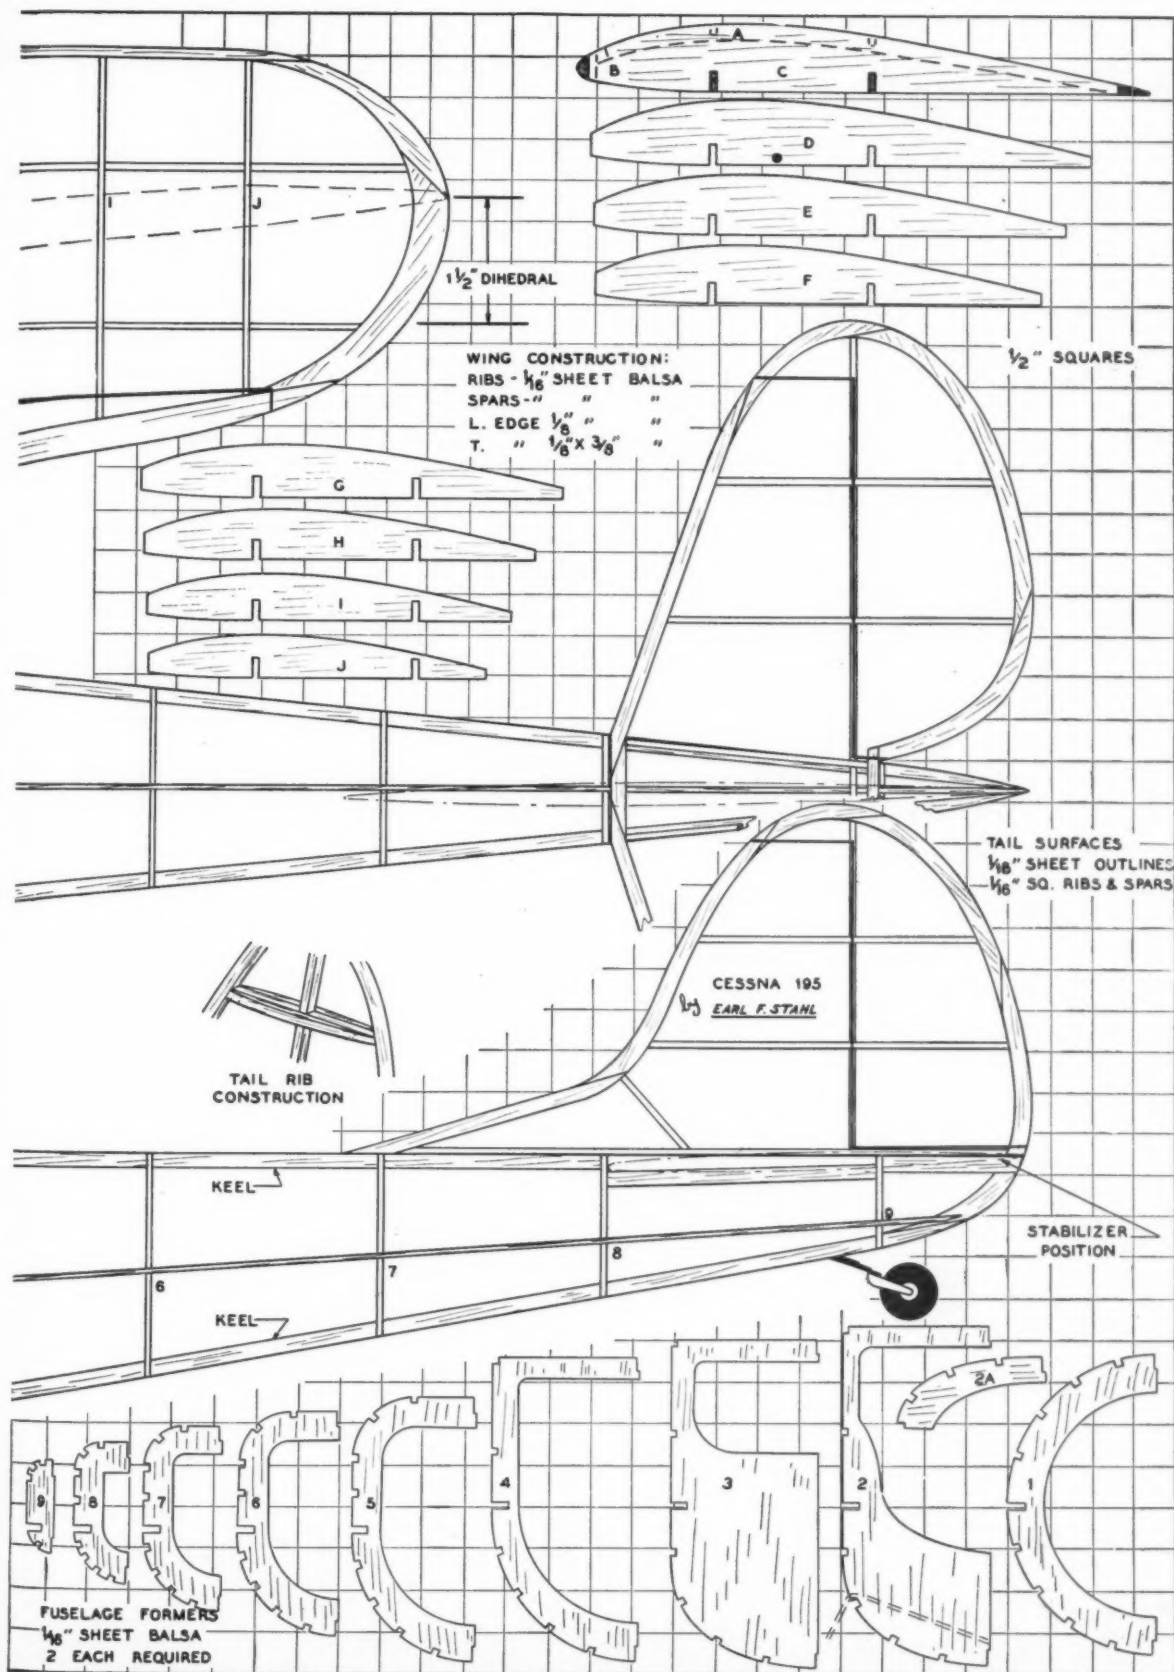 A
B
C
D
E
F
1 1/2" DIHEDRAL
I
J
WING CONSTRUCTION:
RIBS - 1/16" SHEET BALSA
SPARS - " " "
L. EDGE 1/8" " "
T. " 1/8" X 3/8" "
1/2" SQUARES
G
H
I
J
TAIL SURFACES
1/16" SHEET OUTLINES
1/16" SQ. RIBS & SPARS
CESSNA 195
by EARL F. STAHL
TAIL RIB
CONSTRUCTION
KEEL
9
STABILIZER
POSITION
8
7
6
KEEL
2A
9
8
7
6
5
4
3
2
1
FUSELAGE FORMERS
1/16" SHEET BALSA
2 EACH REQUIRED